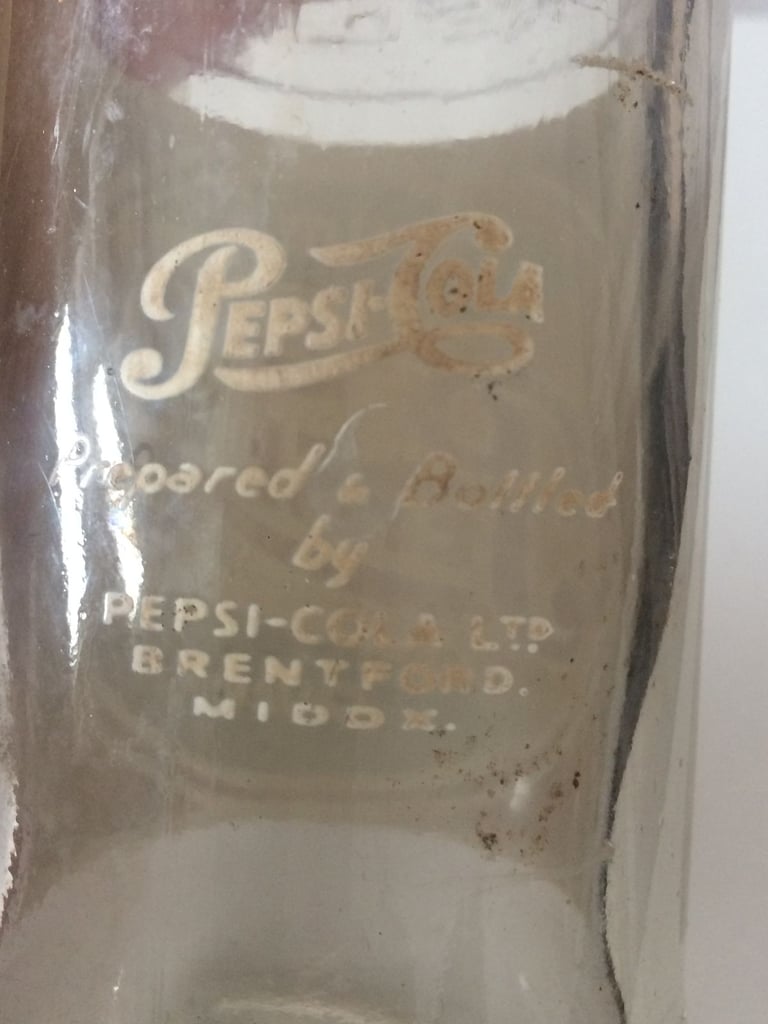 PEPSI-COLA
Prepared & Bottled
by
PEPSI-COLA LTD
BRENTFORD.
MIDDX.